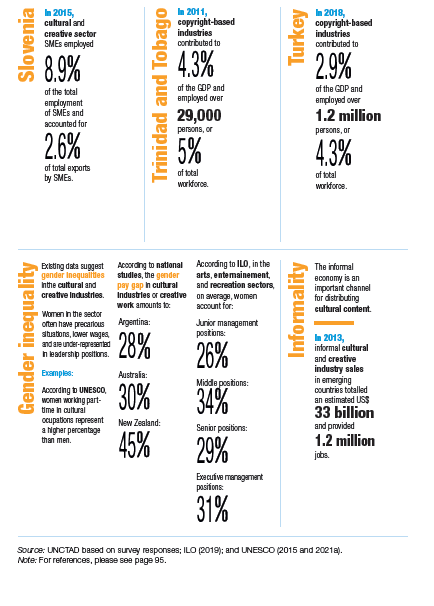 Slovenia
In 2015,
cultural and
creative sector
SMEs employed
8.9%
of the total
employment
of SMEs and
accounted for
2.6%
of total exports
by SMEs.
Trinidad and Tobago
In 2011,
copyright-based
industries
contributed to
4.3%
of the GDP and
employed over
29,000
persons, or
5%
of total
workforce.
Turkey
In 2018,
copyright-based
industries
contributed to
2.9%
of the GDP and
employed over
1.2 million
persons, or
4.3%
of total
workforce.
Gender inequality
Existing data suggest
gender inequalities
inthe cultural and
creative industries.
Women in the sector
often have precarious
situations, lower wages,
and are under-represented
in leadership positions.
Examples:
According to UNESCO,
women working part-
time in cultural
ocupations represent
a higher percentage
than men.
According to national
studies, the gender
pay gap in cultural
industries or creative
work amounts to:
Argentina:
28%
Australia:
30%
New Zealand:
45%
According to ILO, in the
arts, enternainement,
and recreation sectors,
on average, women
account for:
Junior management
positions:
26%
Middle positions:
34%
Senior positions:
29%
Executive management
positions:
31%
Informality
The informal
economy is an
important channel
for distributing
cultural content.
In 2013,
informal cultural
and creative
industry sales
in emerging
countries totalled
an estimated US$
33 billion
and provided
1.2 million
jobs.
Source: UNCTAD based on survey responses; ILO (2019); and UNESCO (2015 and 2021a).
Note: For references, please see page 95.